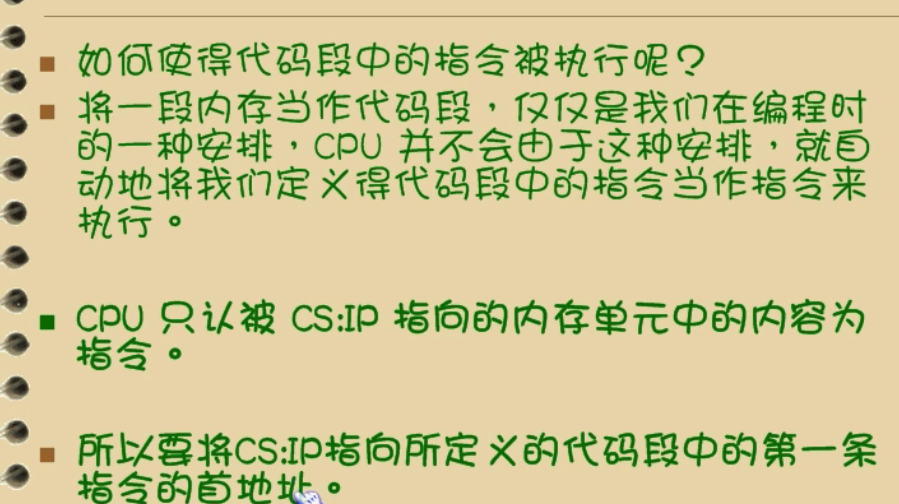 如何使得代码段中的指令被执行呢？
将一段内存当作代码段，仅仅是我们在编程时
的一种安排，CPU 并不会由于这种安排，就自
动地将我们定义得代码段中的指令当作指令来
执行。
CPU 只认被 CS:IP 指向的内存单元中的内容为
指令。
所以要将CS:IP指向所定义的代码段中的第一条
指令的首地址。